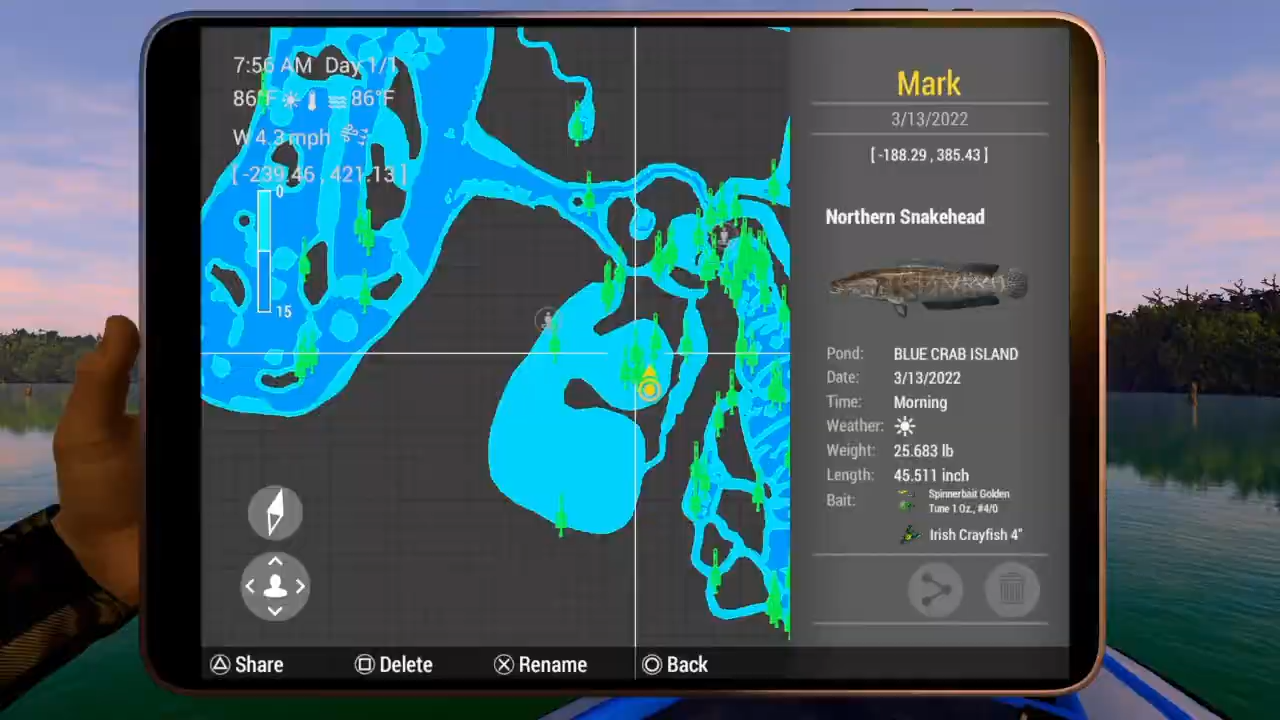 7:56 AM Day 1/1
86°F 86°F
W 4.3 mph
[ -239.46 , 421.13 ]
0
15
Mark
3/13/2022
[ -188.29 , 385.43 ]
Northern Snakehead
Pond: BLUE CRAB ISLAND
Date: 3/13/2022
Time: Morning
Weather:
Weight: 25.683 lb
Length: 45.511 inch
Bait: Spinnerbait Golden
Tune 1 Oz., #4/0
Irish Crayfish 4"
Share Delete Rename Back